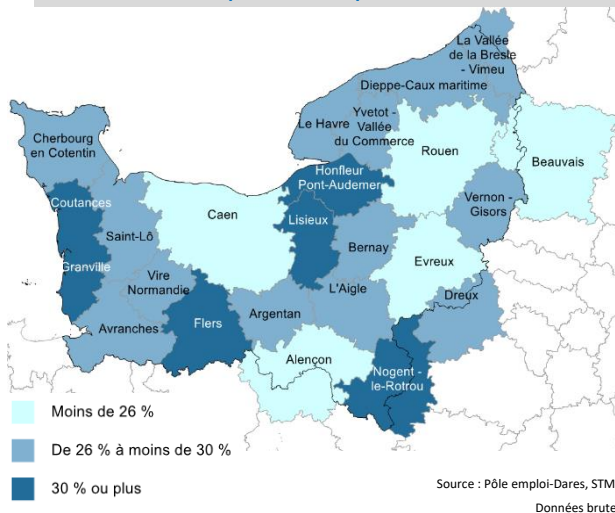 La Vallée
de la Bresle
- Vimeu
Dieppe-Caux maritime
Le Havre
Yvetot -
Vallée
du Commerce
Rouen
Beauvais
Cherbourg
en Cotentin
Honfleur
Pont-Audemer
Coutances
Caen
Lisieux
Vernon -
Gisors
Saint-Lô
Bernay
Evreux
Granville
Vire
Normandie
L'Aigle
Dreux
Avranches
Flers
Argentan
Alençon
Nogent -
le-Rotrou
Moins de 26 %
De 26 % à moins de 30 %
30 % ou plus
Source : Pôle emploi-Dares, STM
Données brute